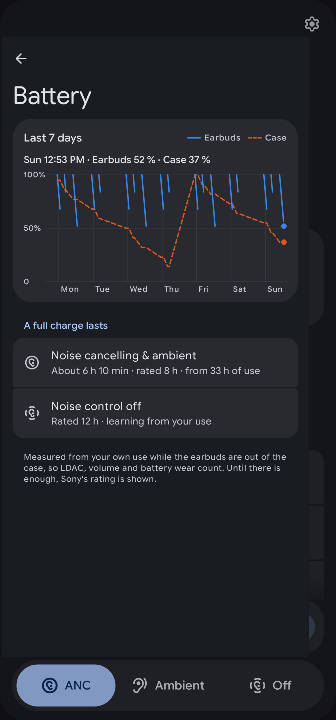 Battery
Last 7 days
Earbuds
Case
Sun 12:53 PM · Earbuds 52 % · Case 37 %
100%
50%
0
Mon Tue Wed Thu Fri Sat Sun
A full charge lasts
Noise cancelling & ambient
About 6 h 10 min · rated 8 h · from 33 h of use
Noise control off
Rated 12 h · learning from your use
Measured from your own use while the earbuds are out of the
case, so LDAC, volume and battery wear count. Until there is
enough, Sony's rating is shown.
ANC Ambient Off